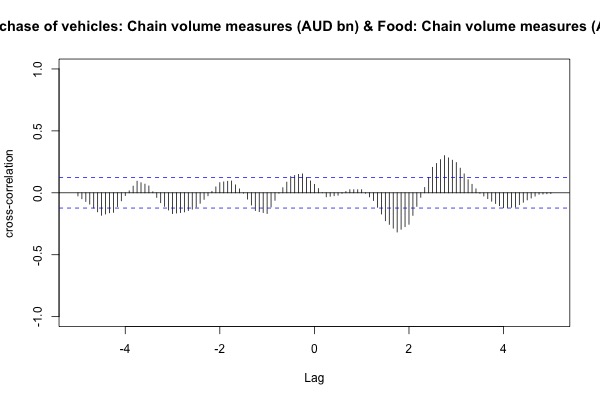 chase of vehicles: Chain volume measures (AUD bn) & Food: Chain volume measures (A
1.0
0.5
0.0
-0.5
-1.0
cross-correlation
-4 -2 0 2 4
Lag